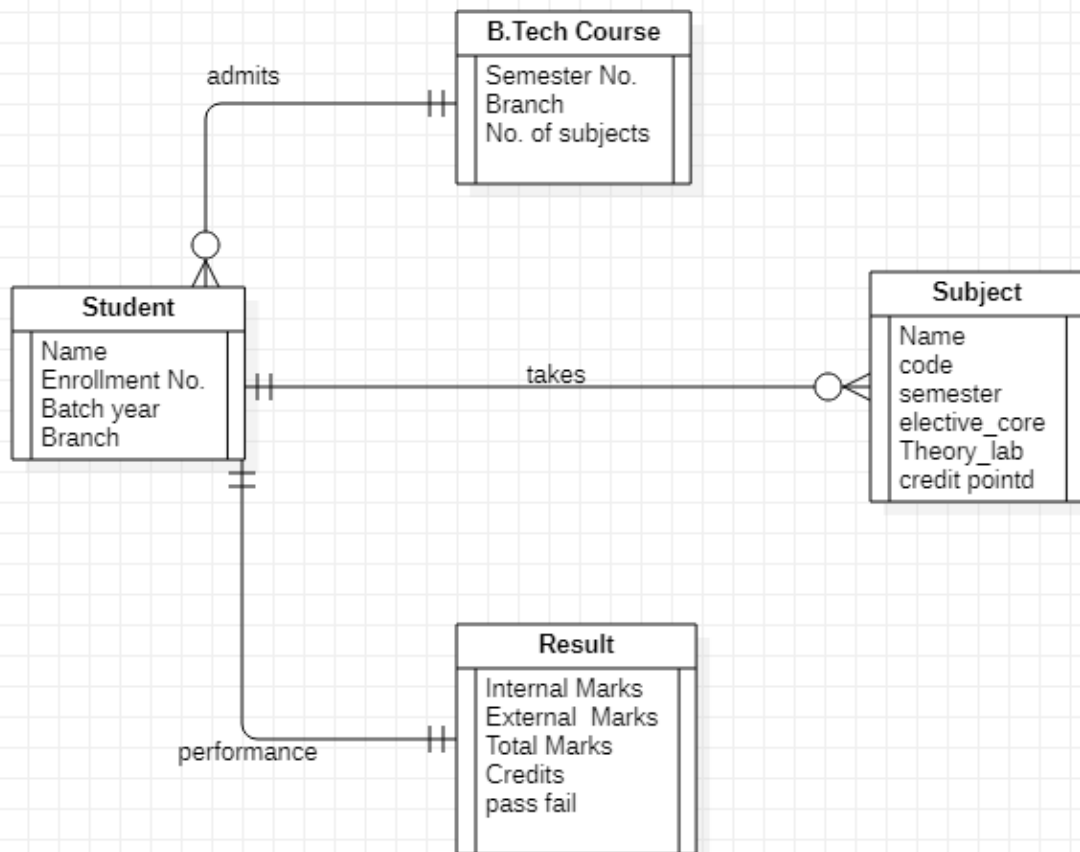 B.Tech Course
Semester No.
Branch
No. of subjects
admits
Student
Name
Enrollment No.
Batch year
Branch
takes
Subject
Name
code
semester
elective_core
Theory_lab
credit pointd
performance
Result
Internal Marks
External  Marks
Total Marks
Credits
pass fail